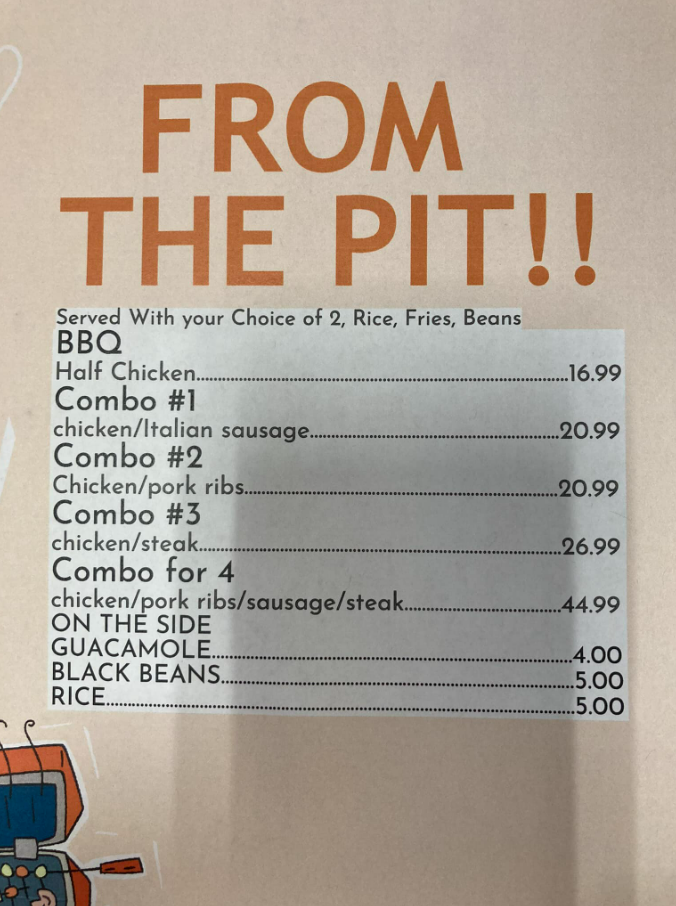 FROM
THE PIT!!
Served With your Choice of 2, Rice, Fries, Beans
BBQ
Half Chicken.....................................................................................16.99
Combo #1
chicken/Italian sausage.........................................................20.99
Combo #2
Chicken/pork ribs........................................................................20.99
Combo #3
chicken/steak..................................................................................26.99
Combo for 4
chicken/pork ribs/sausage/steak....................................44.99
ON THE SIDE
GUACAMOLE..................................................................................4.00
BLACK BEANS................................................................................5.00
RICE..........................................................................................................5.00